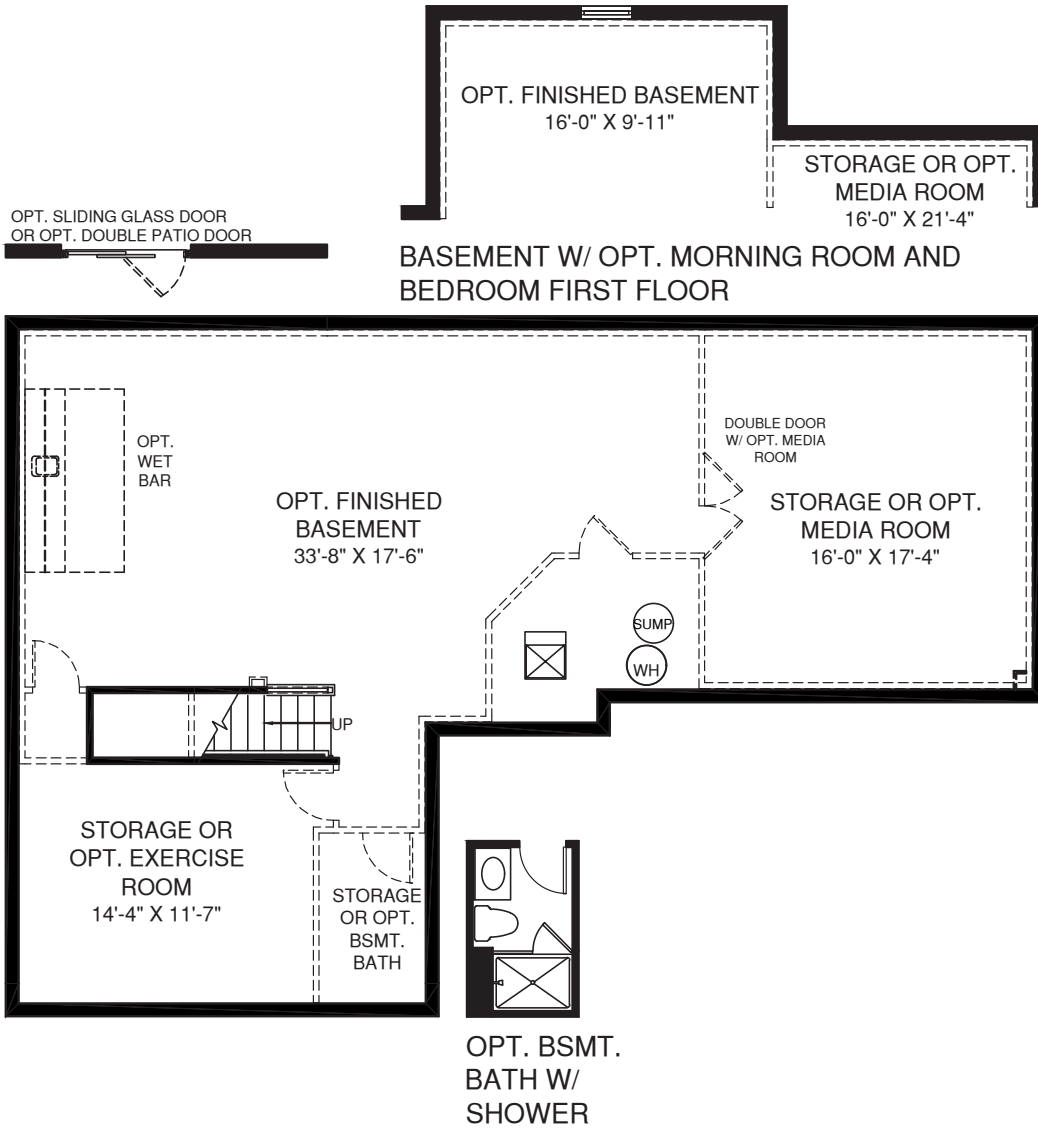 OPT. FINISHED BASEMENT
16'-0" X 9'-11"
STORAGE OR OPT.
MEDIA ROOM
16'-0" X 21'-4"
OPT. SLIDING GLASS DOOR
OR OPT. DOUBLE PATIO DOOR
BASEMENT W/ OPT. MORNING ROOM AND
BEDROOM FIRST FLOOR
OPT.
WET
BAR
OPT. FINISHED
BASEMENT
33'-8" X 17'-6"
DOUBLE DOOR
W/ OPT. MEDIA
ROOM
STORAGE OR OPT.
MEDIA ROOM
16'-0" X 17'-4"
SUMP
WH
UP
STORAGE OR
OPT. EXERCISE
ROOM
14'-4" X 11'-7"
STORAGE
OR OPT.
BSMT.
BATH
OPT. BSMT.
BATH W/
SHOWER